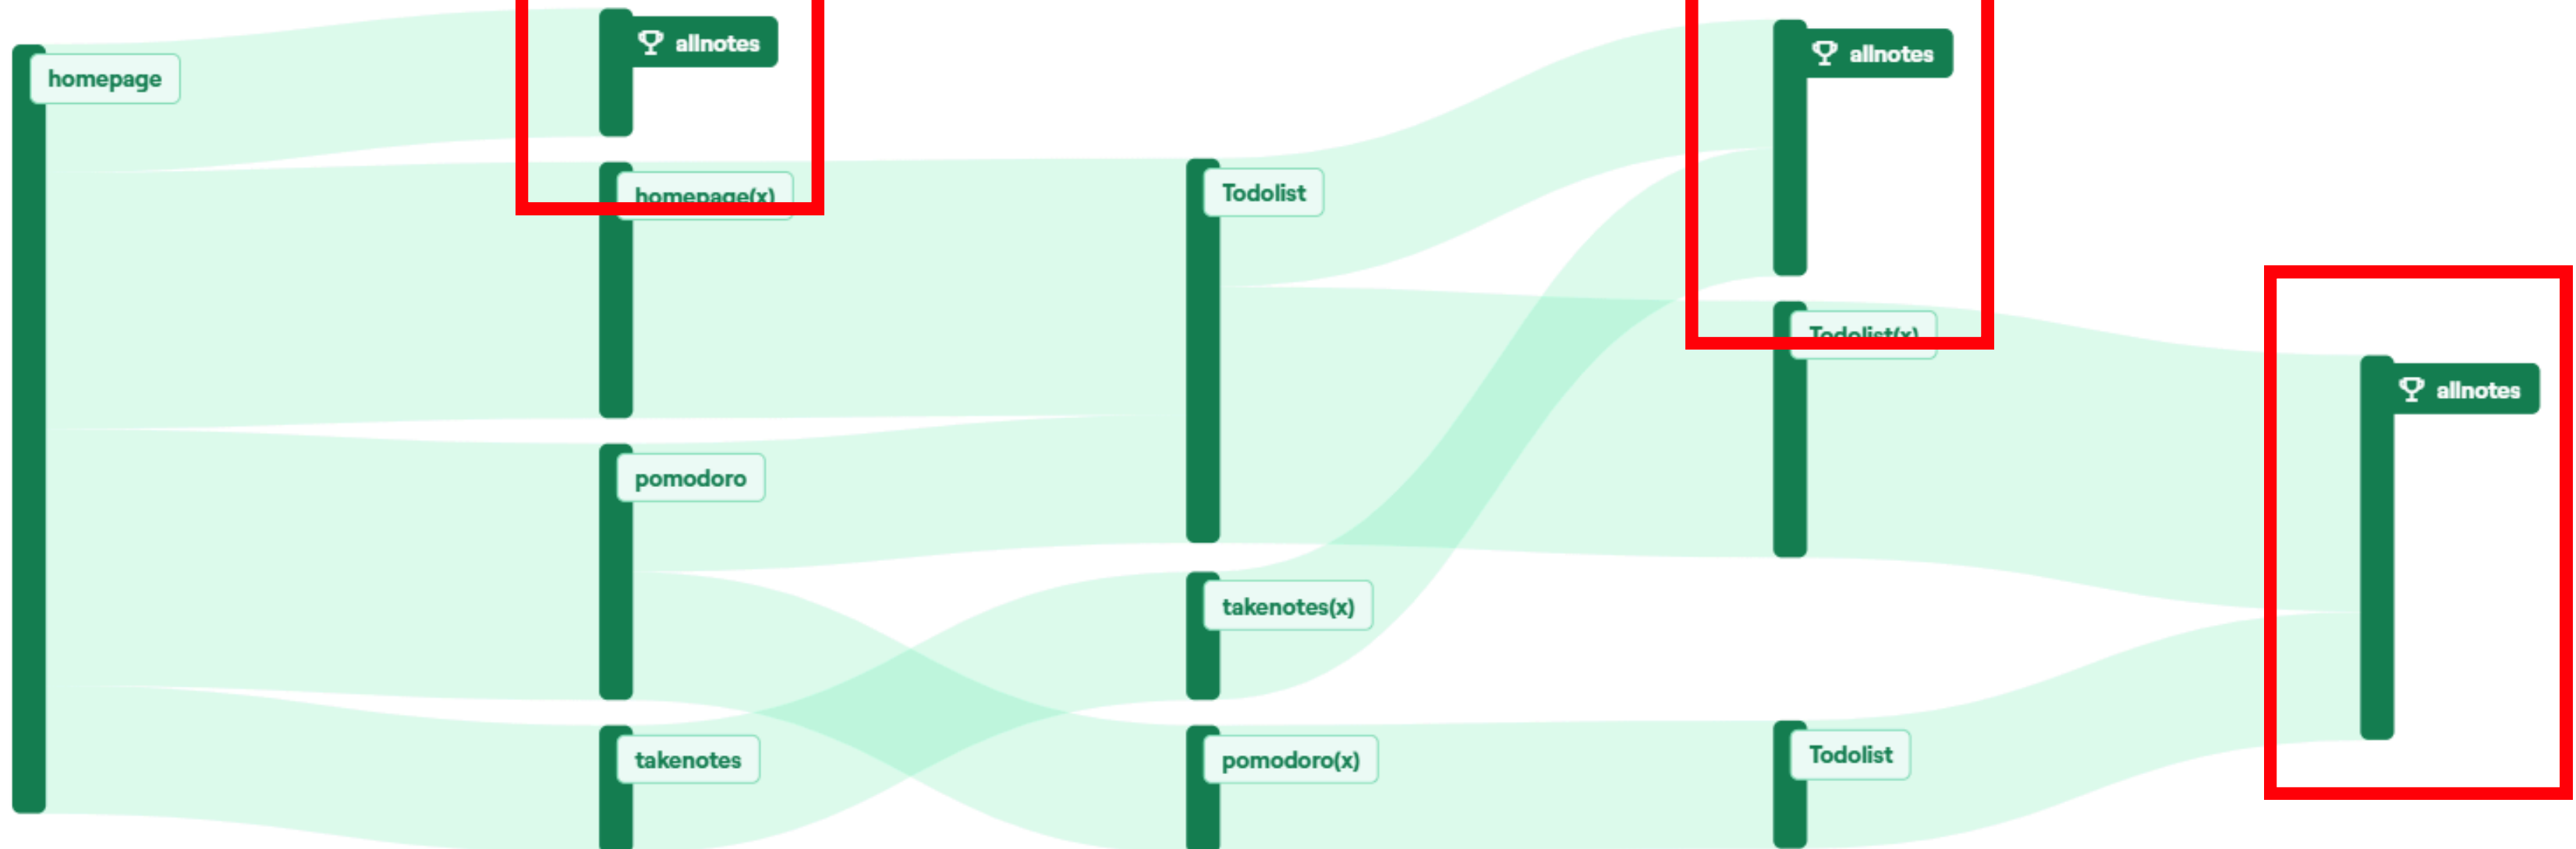 homepage
allnotes
homepage(x)
pomodoro
takenotes
Todolist
takenotes(x)
pomodoro(x)
allnotes
Todolist(x)
Todolist
allnotes